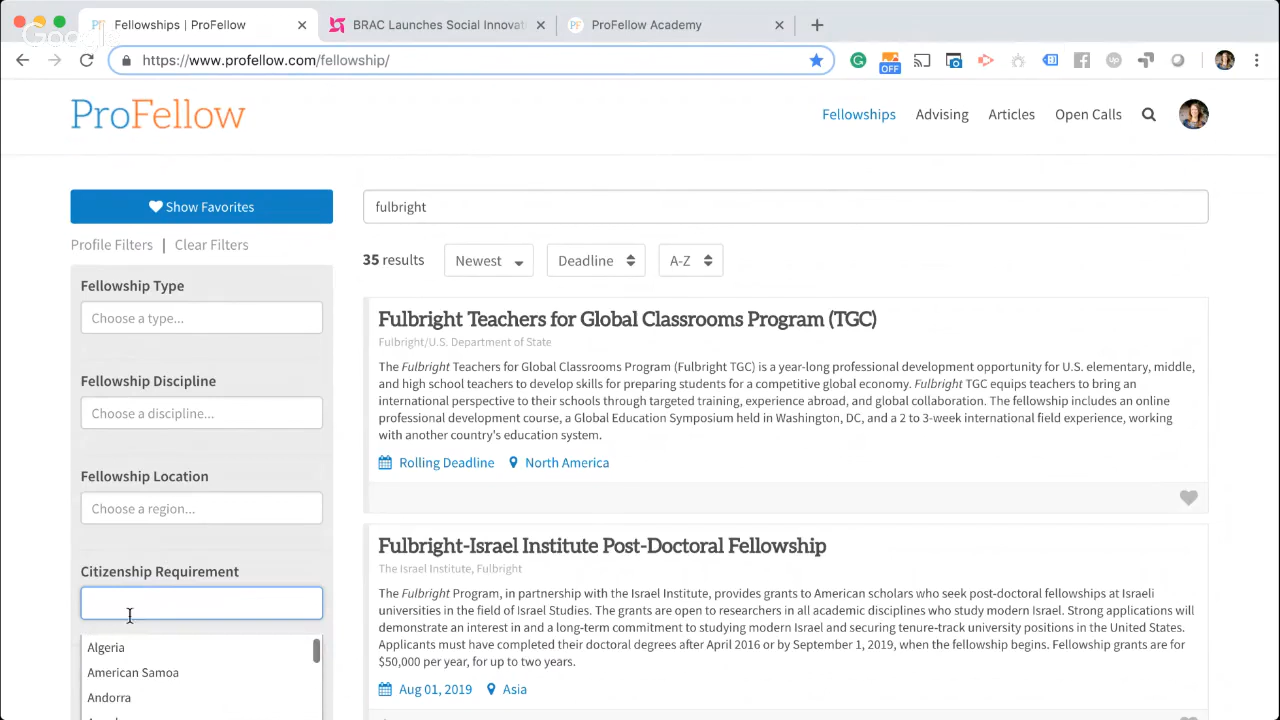 Fellowships | ProFellow
BRAC Launches Social Innovat
ProFellow Academy
Google
https://www.profellow.com/fellowship/
OFF
ProFellow
Fellowships
Advising
Articles
Open Calls
Show Favorites
Profile Filters | Clear Filters
Fellowship Type
Choose a type...
Fellowship Discipline
Choose a discipline...
Fellowship Location
Choose a region...
Citizenship Requirement
Algeria
American Samoa
Andorra
fulbright
35 results
Newest
Deadline
A-Z
Fulbright Teachers for Global Classrooms Program (TGC)
Fulbright/U.S. Department of State
The Fulbright Teachers for Global Classrooms Program (Fulbright TGC) is a year-long professional development opportunity for U.S. elementary, middle,
and high school teachers to develop skills for preparing students for a competitive global economy. Fulbright TGC equips teachers to bring an
international perspective to their schools through targeted training, experience abroad, and global collaboration. The fellowship includes an online
professional development course, a Global Education Symposium held in Washington, DC, and a 2 to 3-week international field experience, working
with another country's education system.
Rolling Deadline
North America
Fulbright-Israel Institute Post-Doctoral Fellowship
The Israel Institute, Fulbright
The Fulbright Program, in partnership with the Israel Institute, provides grants to American scholars who seek post-doctoral fellowships at Israeli
universities in the field of Israel Studies. The grants are open to researchers in all academic disciplines who study modern Israel. Strong applications will
demonstrate an interest in and a long-term commitment to studying modern Israel and securing tenure-track university positions in the United States.
Applicants must have completed their doctoral degrees after April 2016 or by September 1, 2019, when the fellowship begins. Fellowship grants are for
$50,000 per year, for up to two years.
Aug 01, 2019
Asia